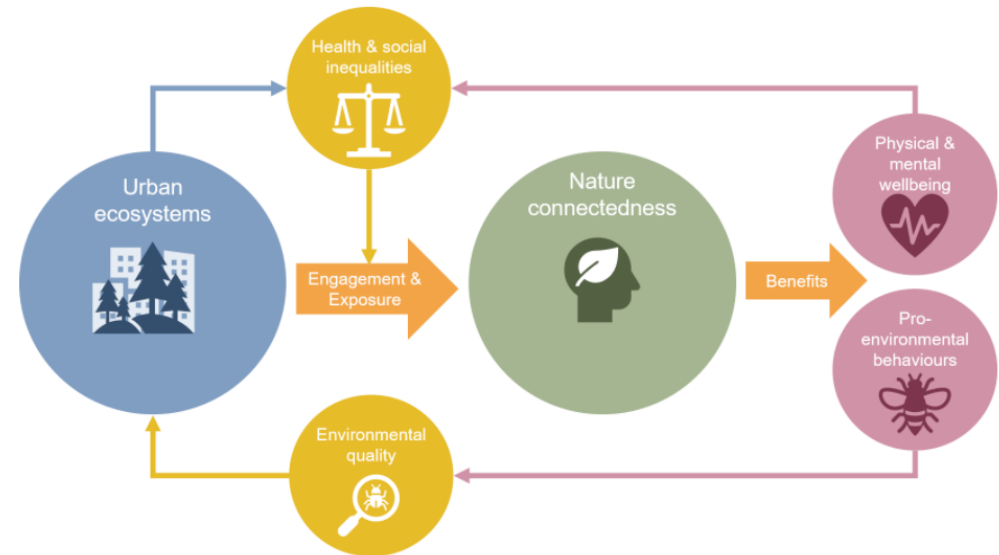 Health & social
inequalities
Urban
ecosystems
Nature
connectedness
Physical &
mental
wellbeing
Engagement &
Exposure
Benefits
Pro-
environmental
behaviours
Environmental
quality